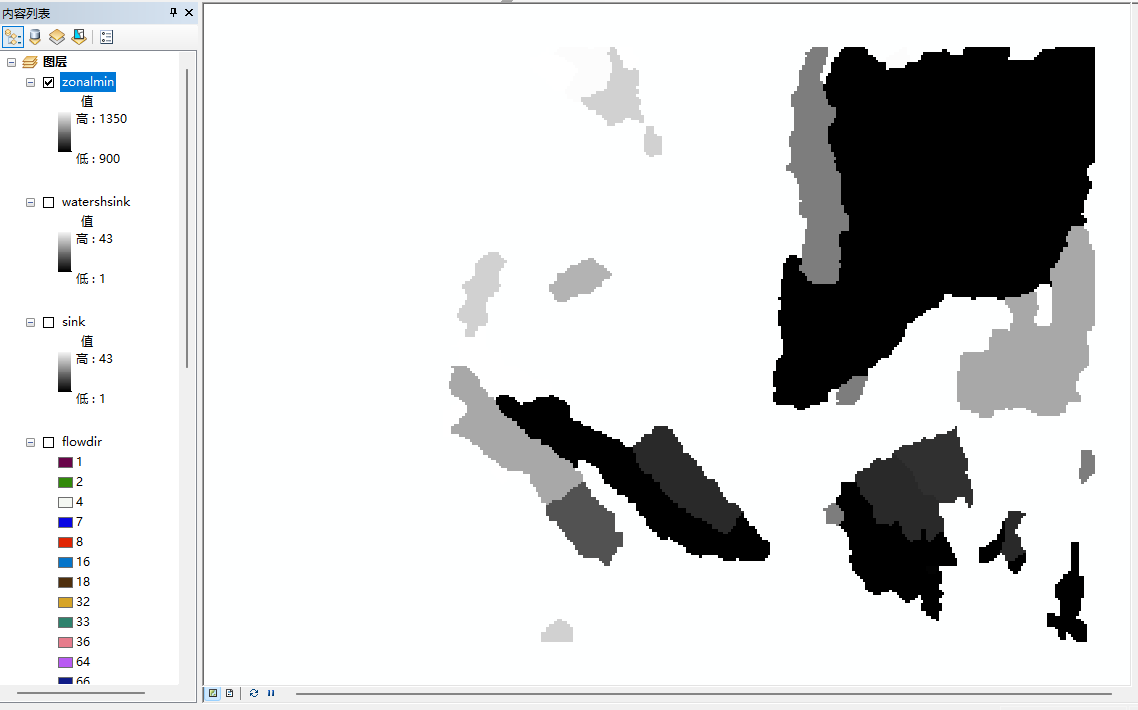 内容列表
图层
zonalmin
值
高 : 1350
低 : 900
watershsink
值
高 : 43
低 : 1
sink
值
高 : 43
低 : 1
flowdir
1
2
4
7
8
16
18
32
33
36
64
66